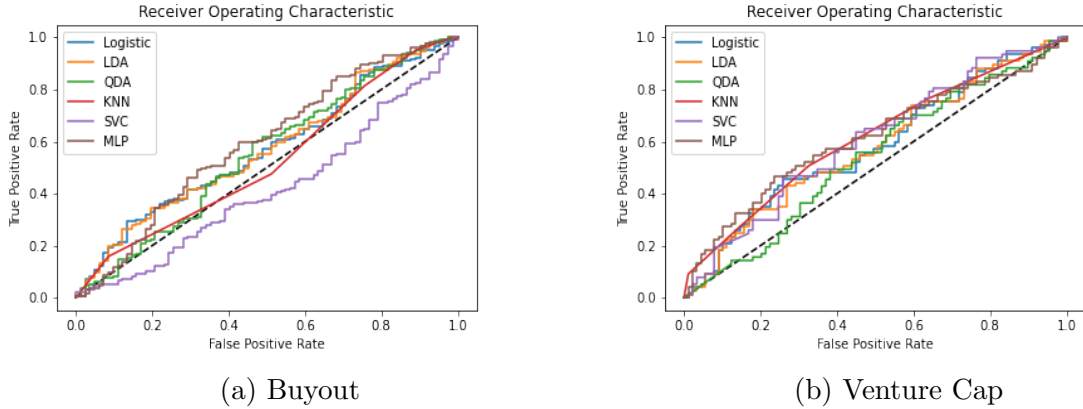 Receiver Operating Characteristic
1.0
0.8
0.6
0.4
0.2
0.0
True Positive Rate
Logistic
LDA
QDA
KNN
SVC
MLP
0.0 0.2 0.4 0.6 0.8 1.0
False Positive Rate
(a) Buyout
Receiver Operating Characteristic
1.0
0.8
0.6
0.4
0.2
0.0
True Positive Rate
Logistic
LDA
QDA
KNN
SVC
MLP
0.0 0.2 0.4 0.6 0.8 1.0
False Positive Rate
(b) Venture Cap